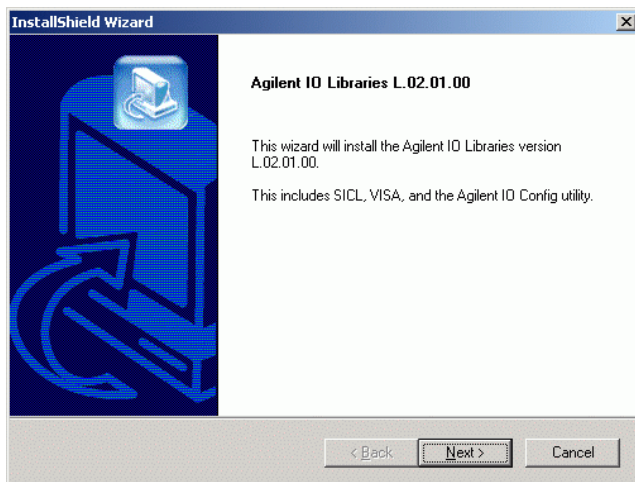 InstallShield Wizard
Agilent IO Libraries L.02.01.00
This wizard will install the Agilent IO Libraries version
L.02.01.00.
This includes SICL, VISA, and the Agilent IO Config utility.
< Back
Next >
Cancel